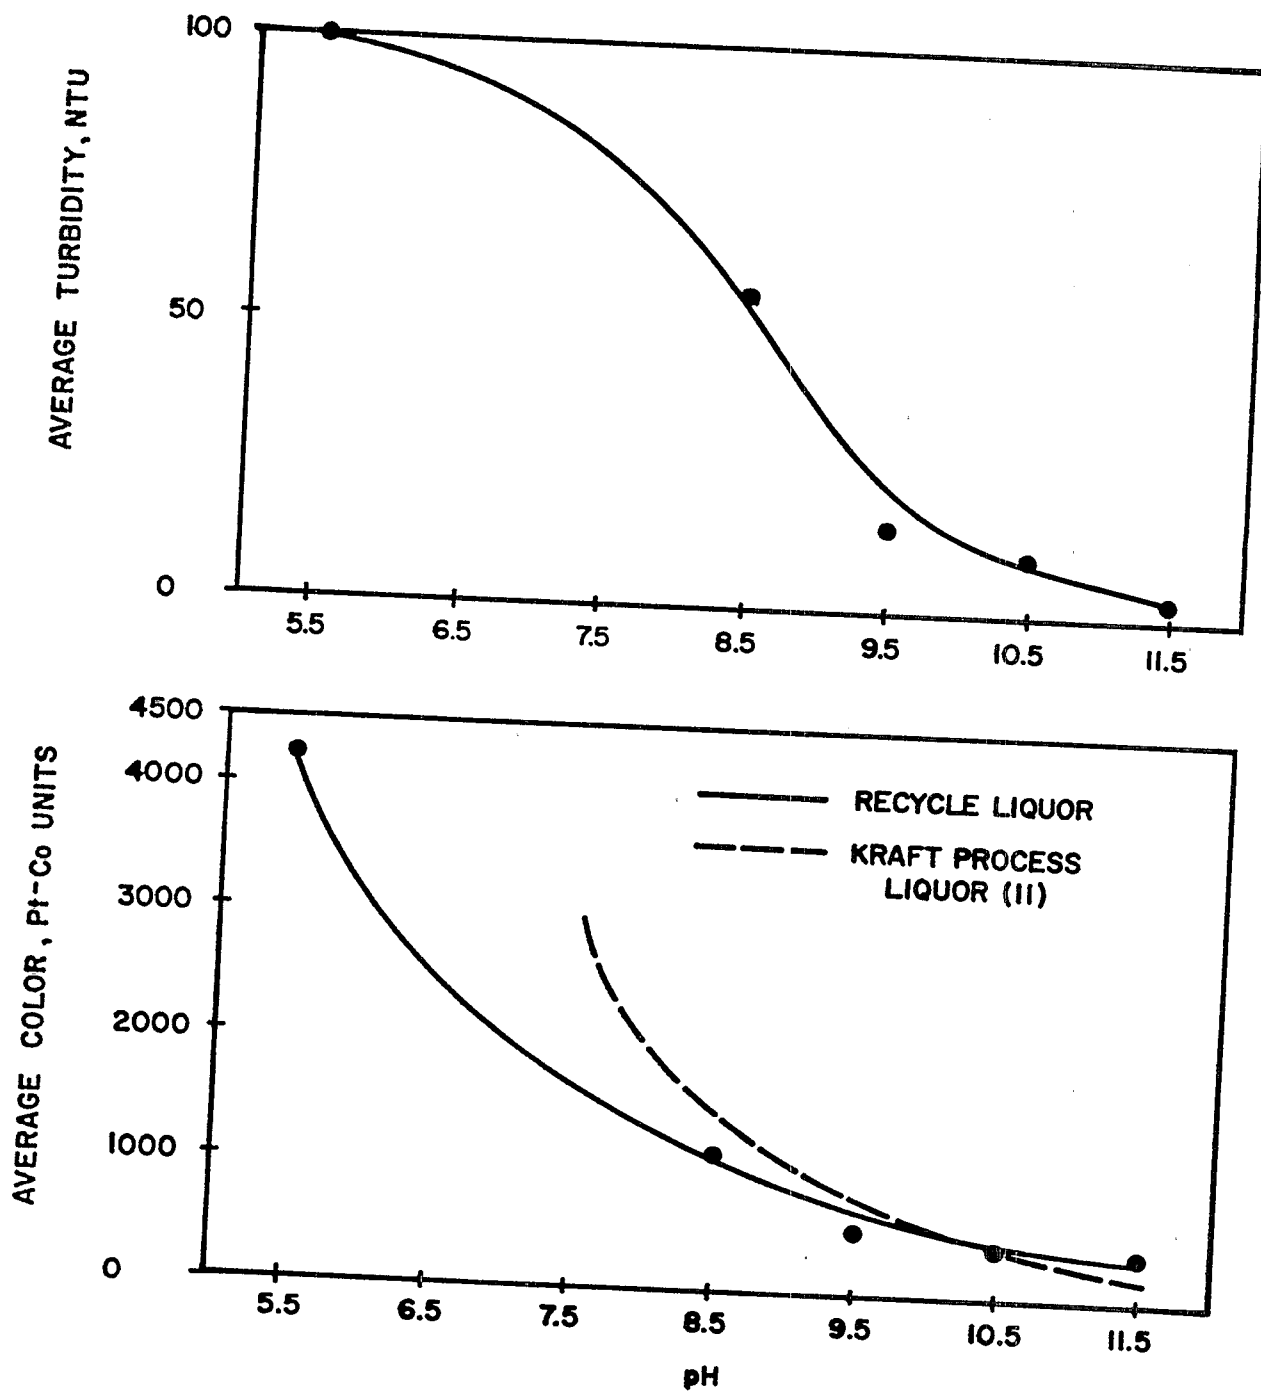 100
50
0
AVERAGE TURBIDITY, NTU
5.5 6.5 7.5 8.5 9.5 10.5 11.5
4500
4000
3000
2000
1000
0
AVERAGE COLOR, Pt-Co UNITS
RECYCLE LIQUOR
KRAFT PROCESS
LIQUOR (11)
5.5 6.5 7.5 8.5 9.5 10.5 11.5
pH